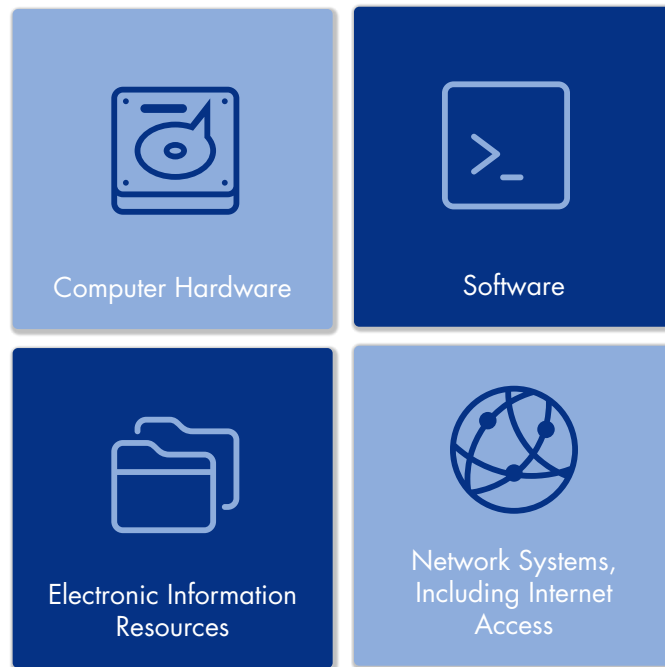 Computer Hardware
Software
>_
Electronic Information
Resources
Network Systems,
Including Internet
Access